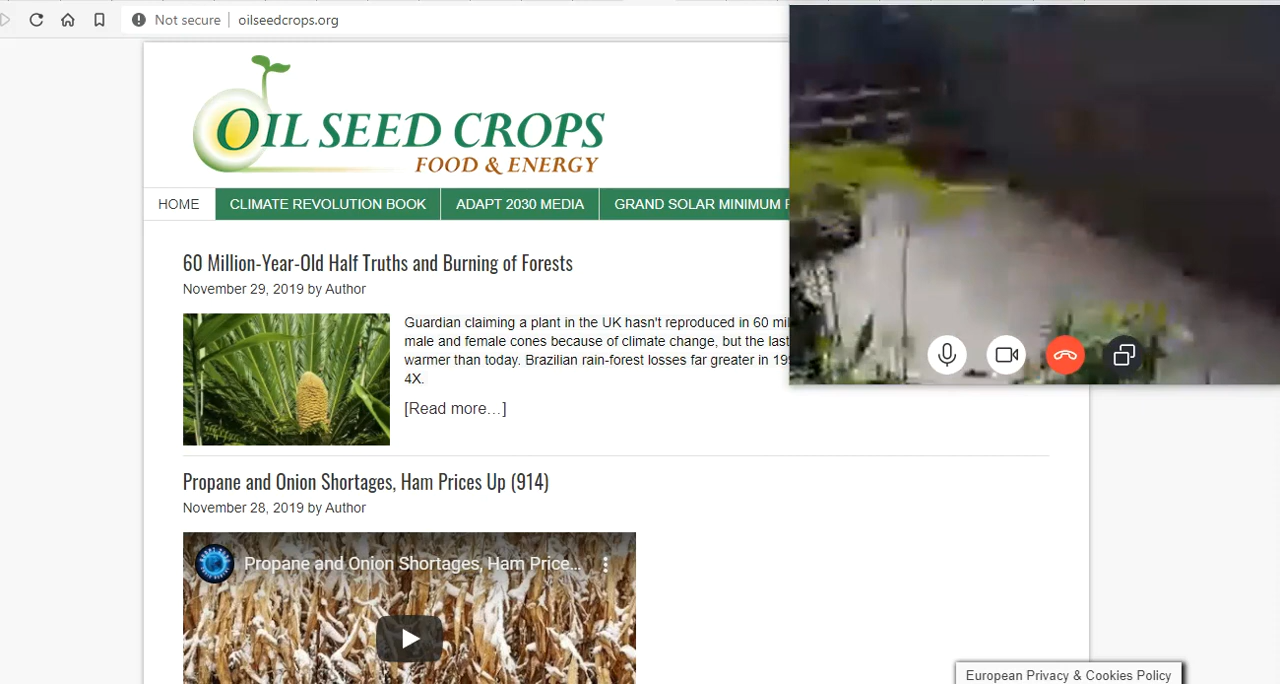 Not secure
oilseedcrops.org
OIL SEED CROPS
FOOD & ENERGY
HOME
CLIMATE REVOLUTION BOOK
ADAPT 2030 MEDIA
GRAND SOLAR MINIMUM
60 Million-Year-Old Half Truths and Burning of Forests
November 29, 2019 by Author
Guardian claiming a plant in the UK hasn't reproduced in 60
male and female cones because of climate change, but the last
warmer than today. Brazilian rain-forest losses far greater in
4X.
[Read more…]
Propane and Onion Shortages, Ham Prices Up (914)
November 28, 2019 by Author
Propane and Onion Shortages, Ham Price...
European Privacy & Cookies Policy